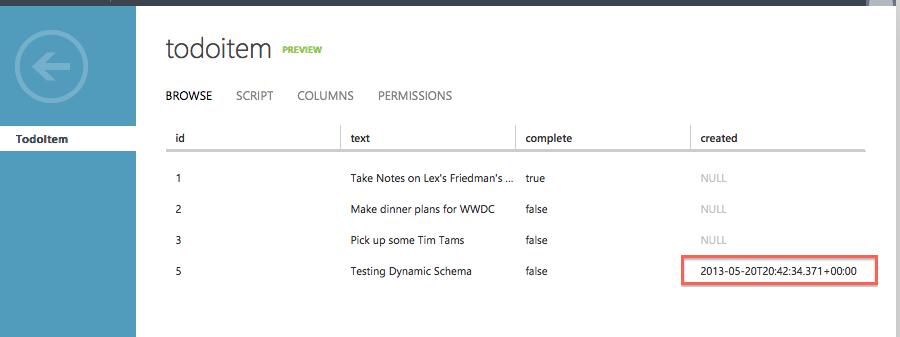 todoitem PREVIEW
BROWSE SCRIPT COLUMNS PERMISSIONS
TodoItem
id text complete created
1 Take Notes on Lex's Friedman's ... true NULL
2 Make dinner plans for WWDC false NULL
3 Pick up some Tim Tams false NULL
5 Testing Dynamic Schema false 2013-05-20T20:42:34.371+00:00